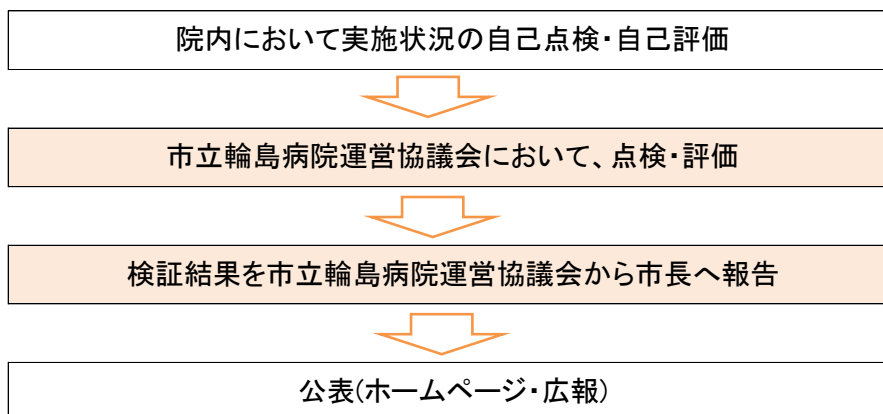 院内において実施状況の自己点検・自己評価
市立輪島病院運営協議会において、点検・評価
検証結果を市立輪島病院運営協議会から市長へ報告
公表(ホームページ・広報)